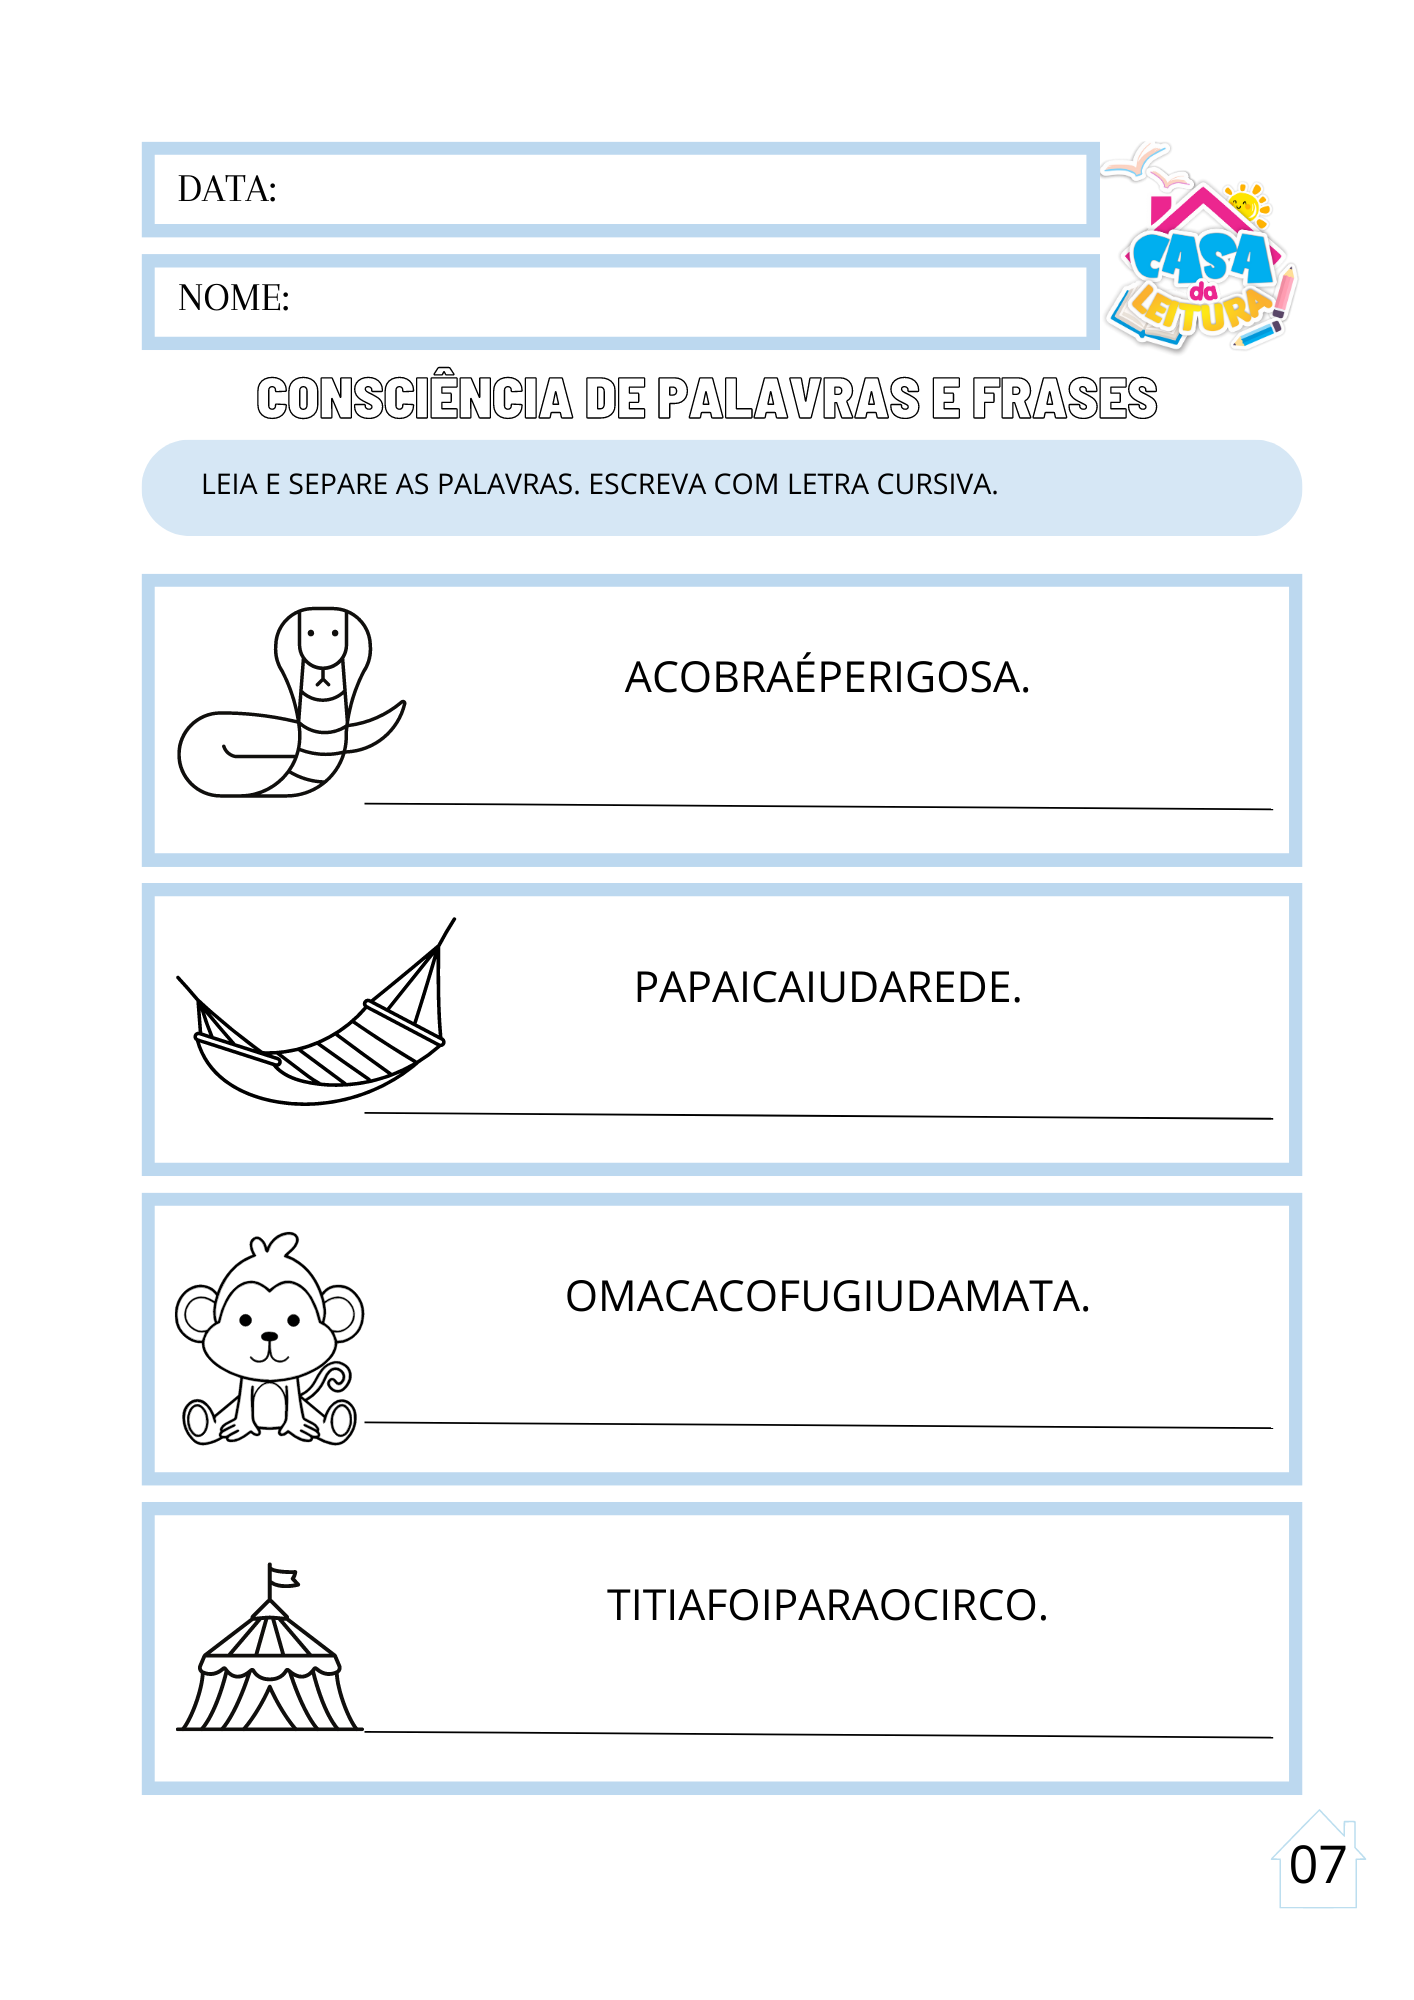 DATA:
NOME:
CASA
da
LEITURA
CONSCIÊNCIA DE PALAVRAS E FRASES
LEIA E SEPARE AS PALAVRAS. ESCREVA COM LETRA CURSIVA.
ACOBRAÉPERIGOSA.
PAPAICAIUDAREDE.
OMACACOFUGIUDAMATA.
TITIAFOIPARAOCIRCO.
07